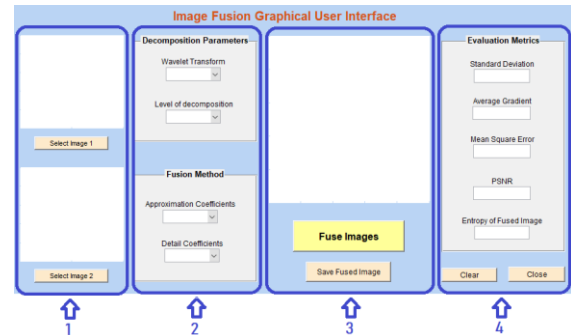 Image Fusion Graphical User Interface
Select Image 1
Select Image 2
1
Decomposition Parameters
Wavelet Transform
Level of decomposition
Fusion Method
Approximation Coefficients
Detail Coefficients
2
Fuse Images
Save Fused Image
3
Evaluation Metrics
Standard Deviation
Average Gradient
Mean Square Error
PSNR
Entropy of Fused Image
Clear
Close
4